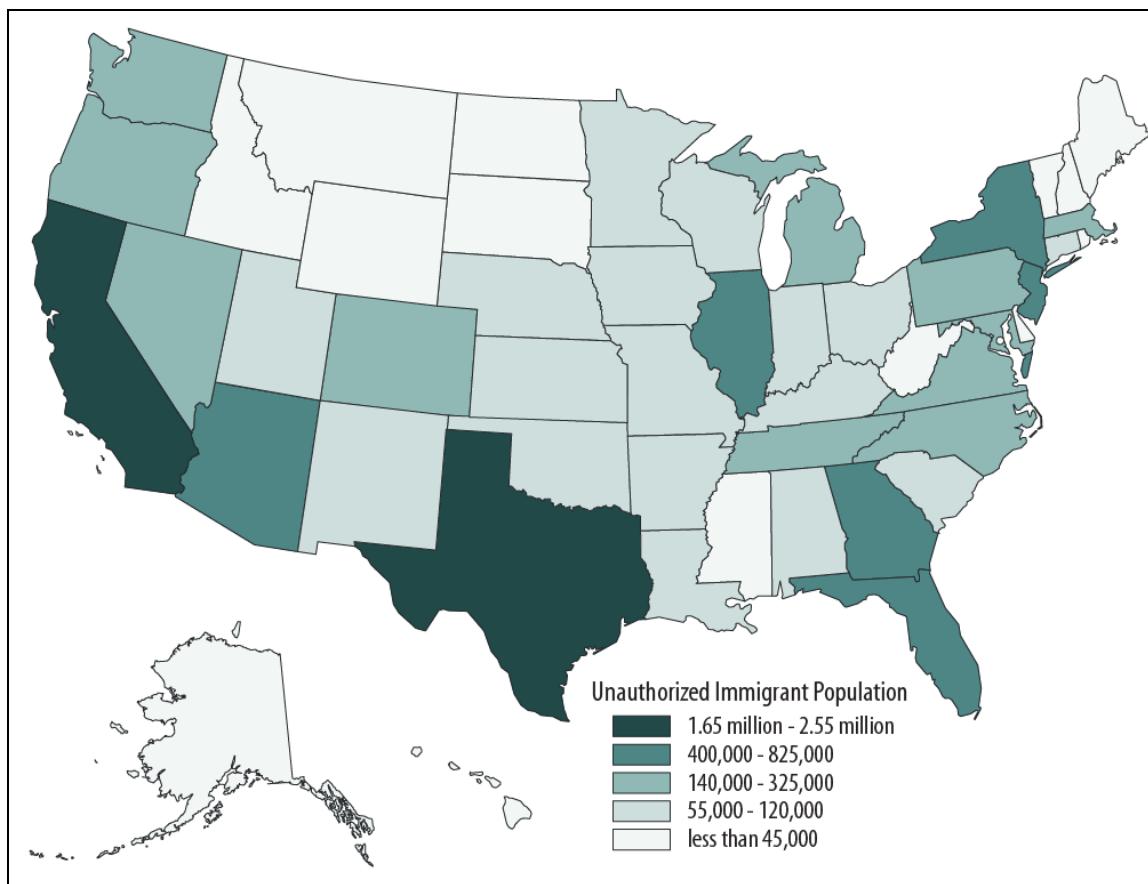 Unauthorized Immigrant Population
1.65 million - 2.55 million
400,000 - 825,000
140,000 - 325,000
55,000 - 120,000
less than 45,000